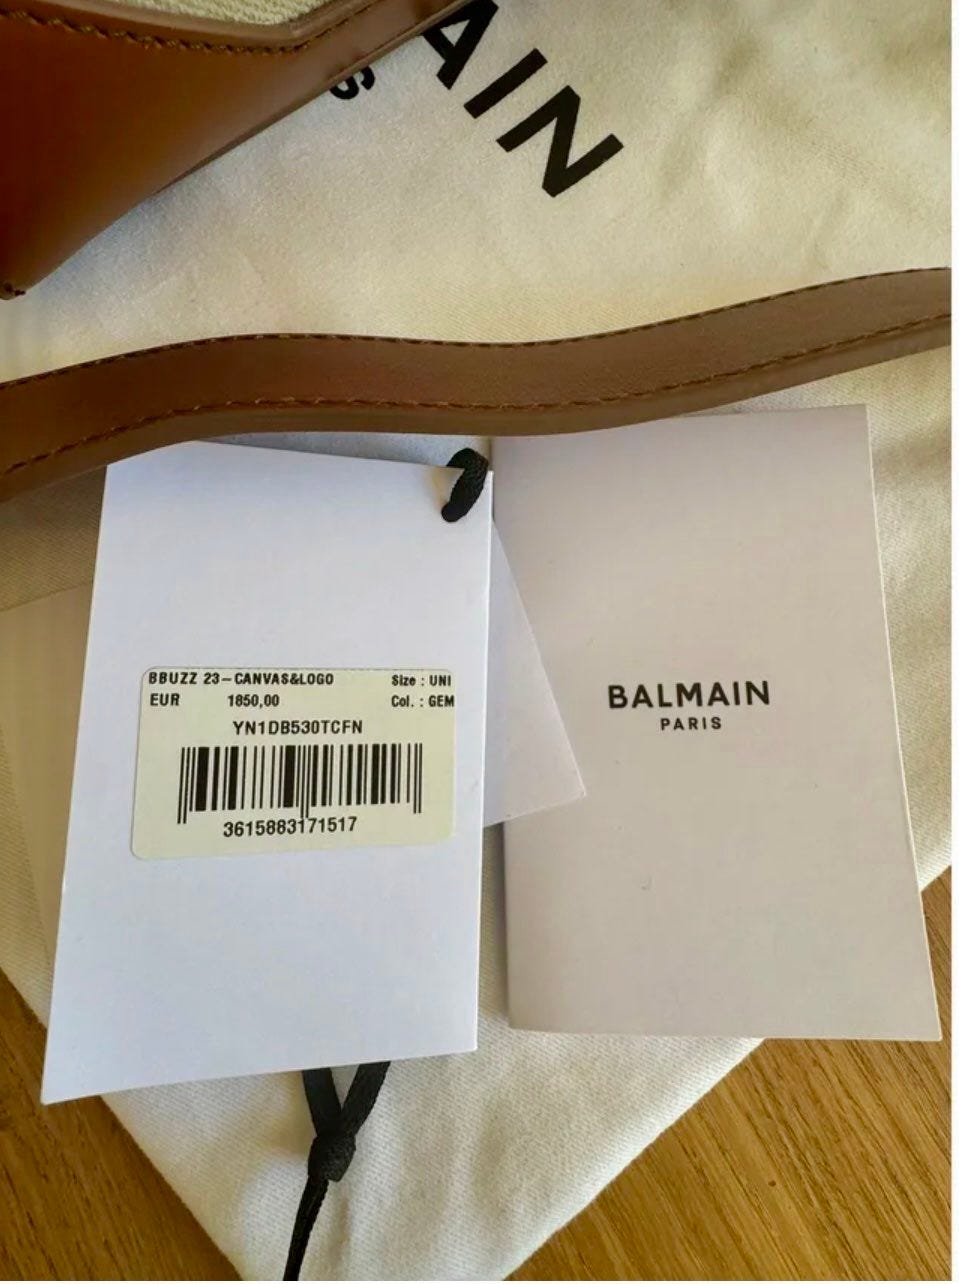 AIN
S
BBUZZ 23-CANVAS&LOGO Size : UNI
EUR 1850,00 Col. : GEM
YN1DB530TCFN
3615883171517
BALMAIN
PARIS